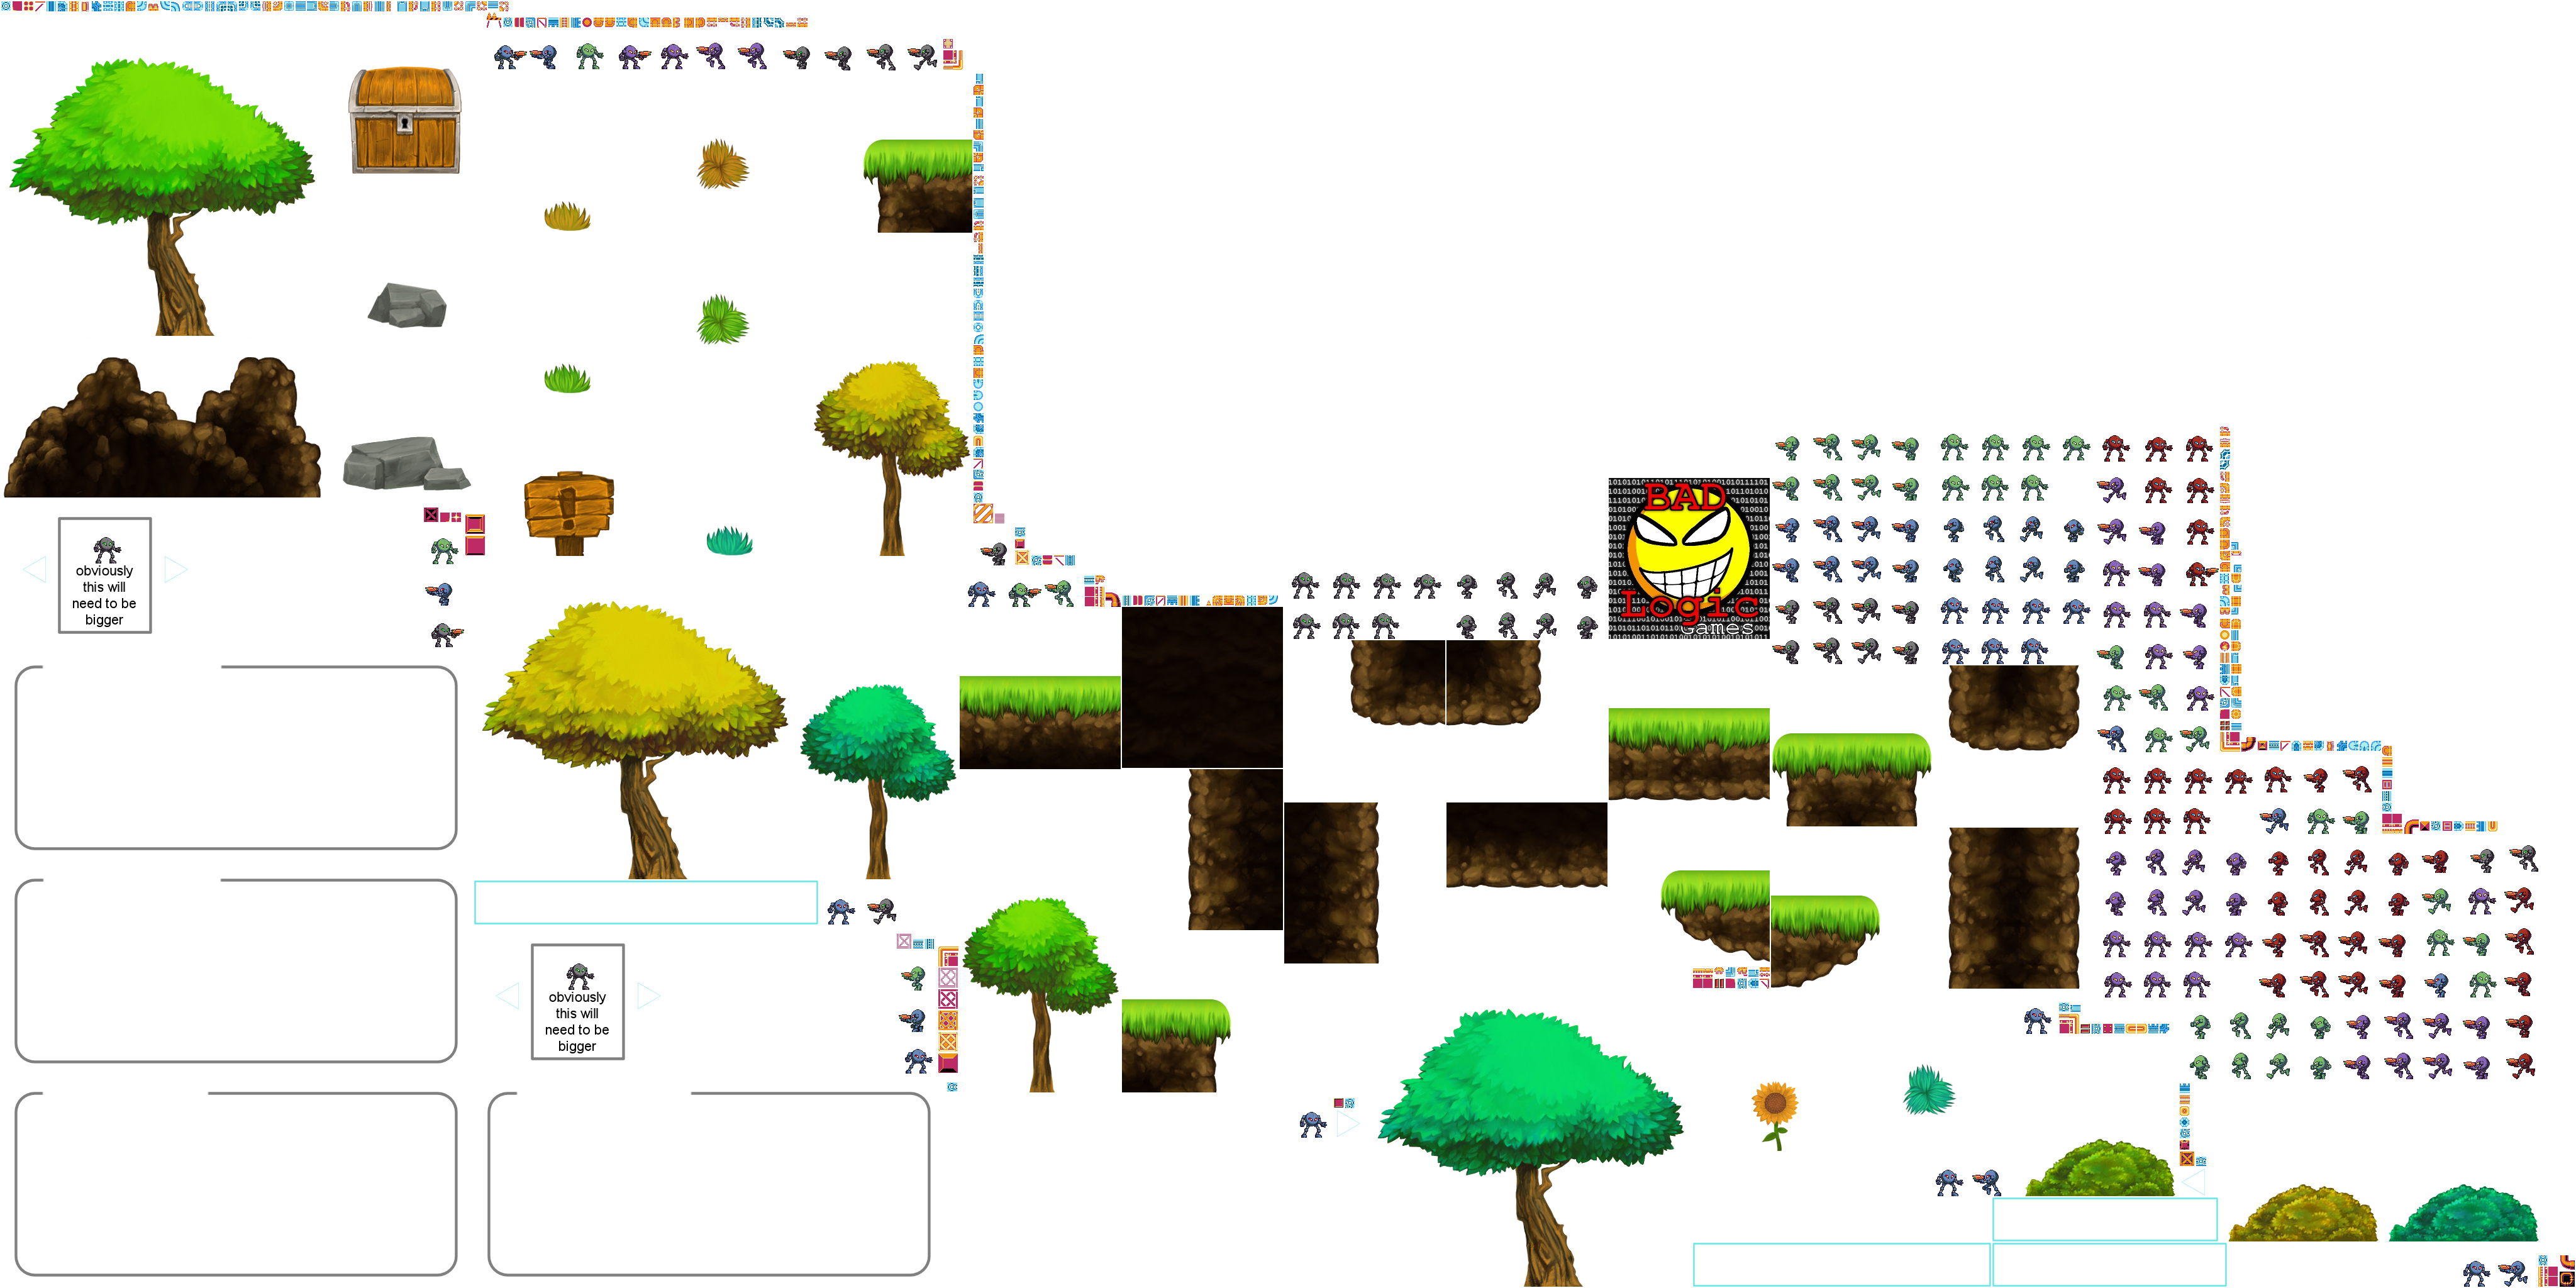 BAD
Logic
Games
obviously
this will
need to be
bigger
obviously
this will
need to be
bigger